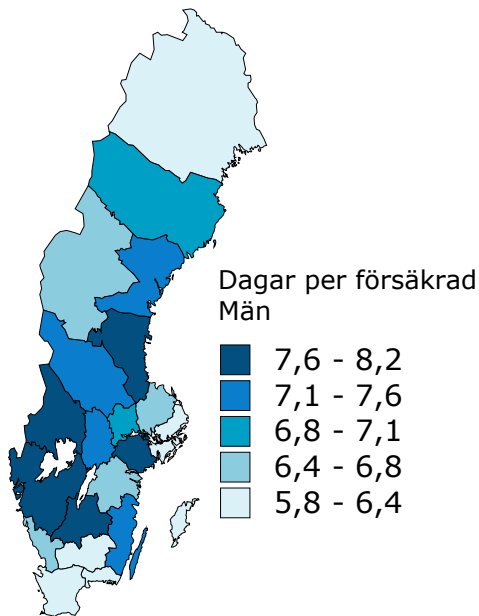 Dagar per försäkrad
Män
7,6 - 8,2
7,1 - 7,6
6,8 - 7,1
6,4 - 6,8
5,8 - 6,4